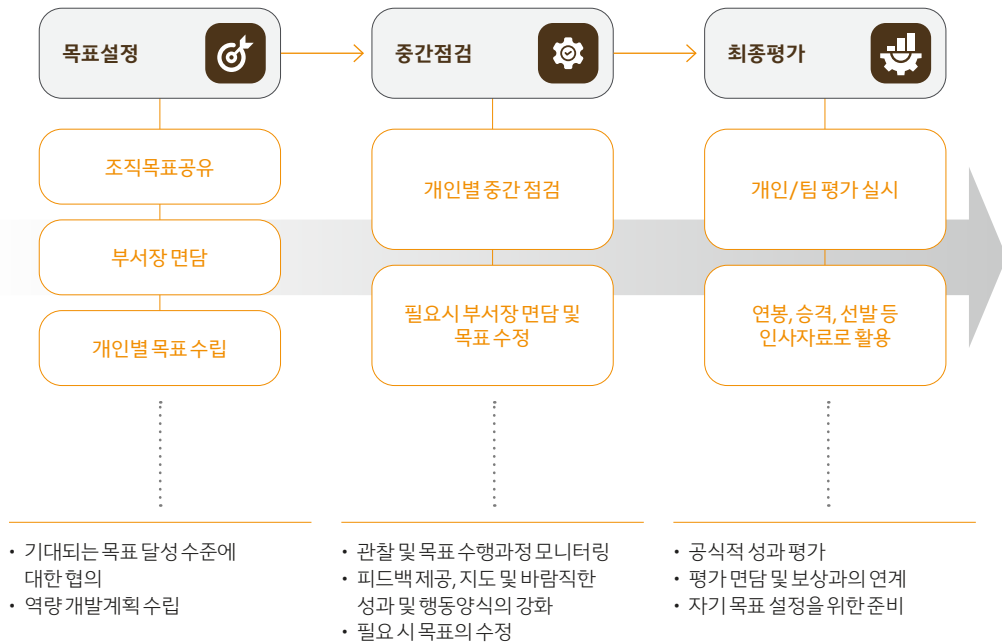 목표설정
조직목표공유
부서장 면담
개인별 목표 수립
• 기대되는 목표 달성 수준에
대한 협의
• 역량 개발계획 수립
중간점검
개인별 중간 점검
필요시 부서장 면담 및
목표 수정
• 관찰 및 목표 수행과정 모니터링
• 피드백 제공, 지도 및 바람직한
성과 및 행동양식의 강화
• 필요 시 목표의 수정
최종평가
개인/팀 평가 실시
연봉, 승격, 선발 등
인사자료로 활용
• 공식적 성과 평가
• 평가 면담 및 보상과의 연계
• 자기 목표 설정을 위한 준비